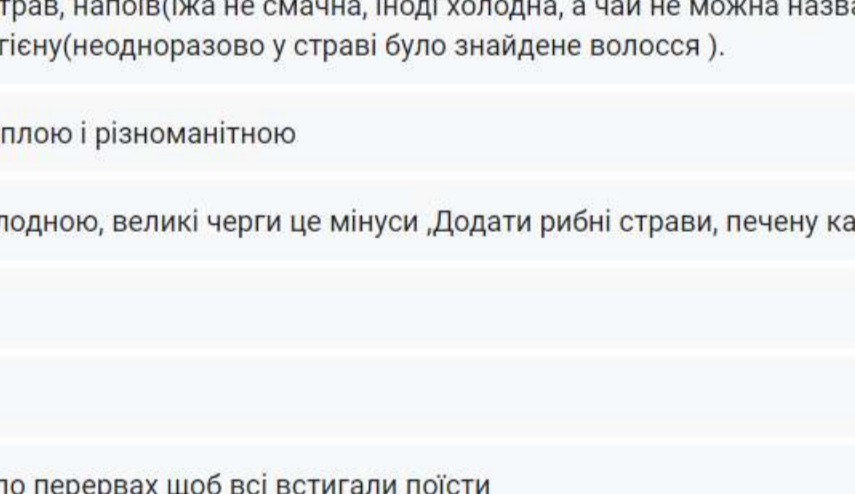 трав, напоїв(їжа не смачна, іноді холодна, а чай не можна назва
гієну(неодноразово у страві було знайдене волосся ).
плою і різноманітною
лодною, великі черги це мінуси ,Додати рибні страви, печену ка
по перервах щоб всі встигали поїсти